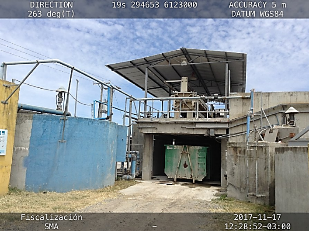 DIRECTION 19s 294653 6123000 ACCURACY 5 m
263 deg(T) DATUM WGS84
Fiscalización 2017-11-17
SMA 12:28:52-03:00